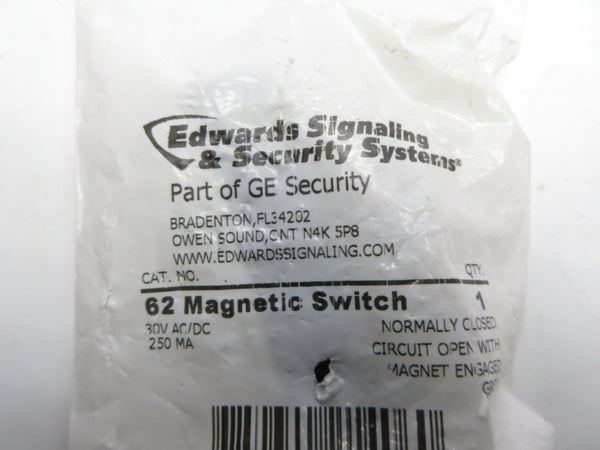 Edwards Signaling
& Security Systems®
Part of GE Security
BRADENTON,FL34202
OWEN SOUND,ONT N4K 5P8
WWW.EDWARDSSIGNALING.COM
CAT. NO. QTY.
62 Magnetic Switch 1
30V AC/DC NORMALLY CLOSED
250 MA CIRCUIT OPEN WITH
MAGNET ENGAGED